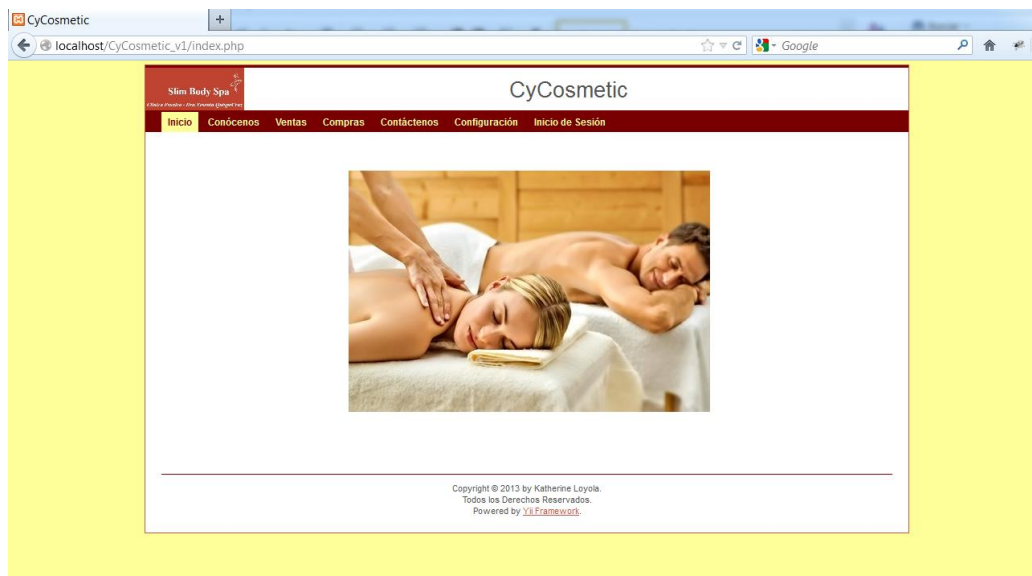 CyCosmetic
localhost/CyCosmetic_v1/index.php
Google
Slim Body Spa
CyCosmetic
Inicio Conócenos Ventas Compras Contáctenos Configuración Inicio de Sesión
Copyright © 2013 by Katherine Loyola.
Todos los Derechos Reservados.
Powered by Yii Framework.